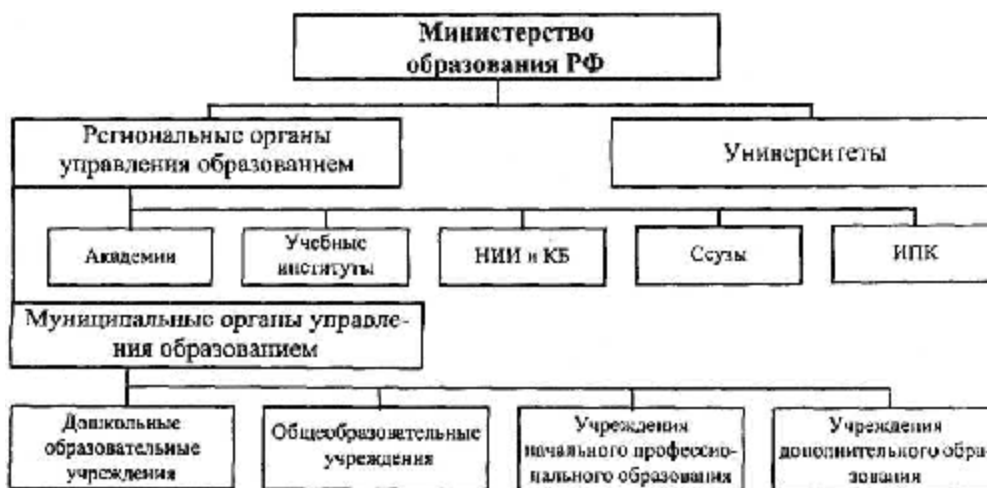 Министерство
образования РФ
Региональные органы
управления образованием
Университеты
Академии
Учебные
институты
НИИ и КБ
Ссузы
ИПК
Муниципальные органы управле-
ния образованием
Дошкольные
образовательные
учреждения
Общеобразовательные
учреждения
Учреждения
начального профессио-
нального образования
Учреждения
дополнительного обра-
зования